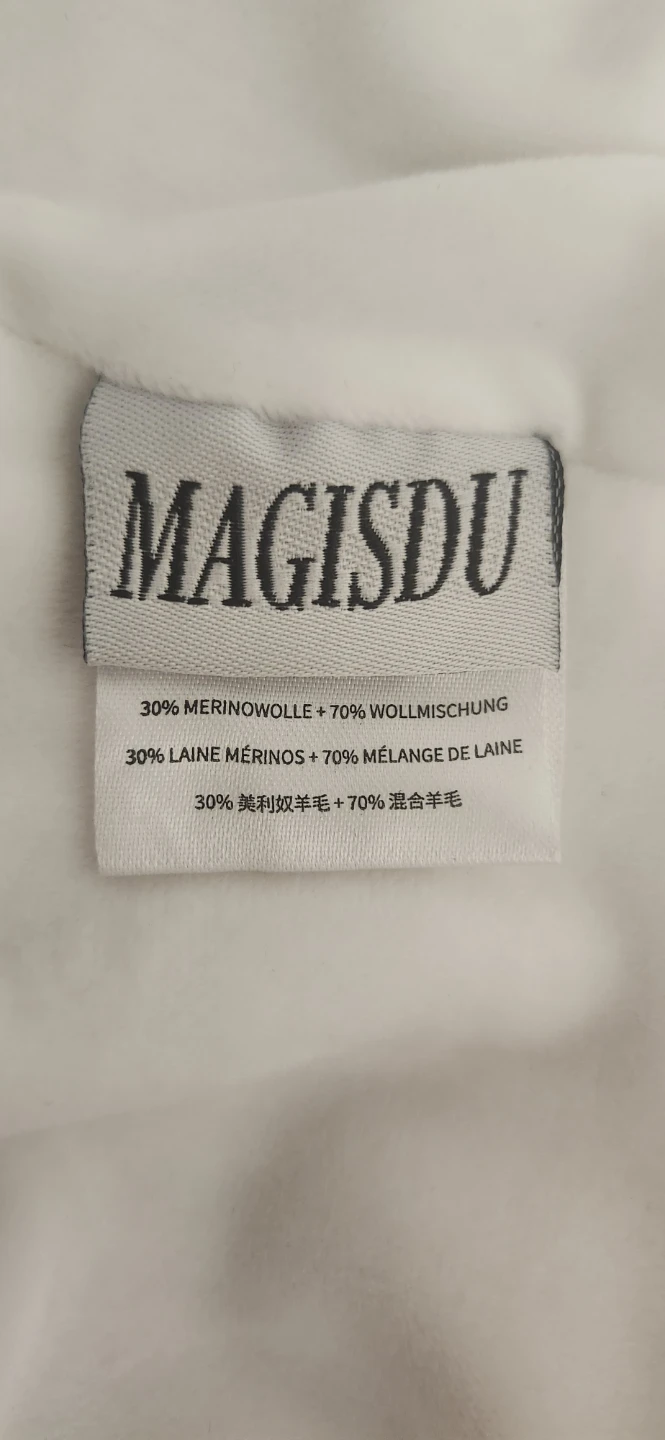 MAGISDU
30% MERINOWOLLE + 70% WOLLMISCHUNG
30% LAINE MÉRINOS + 70% MÉLANGE DE LAINE
30% 美利奴羊毛 + 70% 混合羊毛